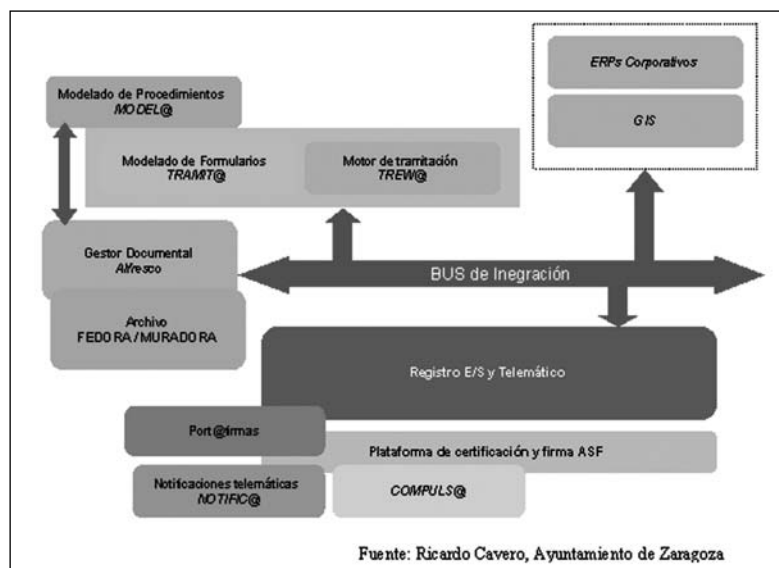 ERPs Corporativos
GIS
Modelado de Procedimientos
MODEL@
Modelado de Formularios
TRAMIT@
Motor de tramitación
TREW@
Gestor Documental
Alfresco
BUS de Inegración
Archivo
FEDORA / MURADORA
Registro E/S y Telemático
Port@firmas
Plataforma de certificación y firma ASF
Notificaciones telemáticas
NOTIFIC@
COMPULS@
Fuente: Ricardo Cavero, Ayuntamiento de Zaragoza